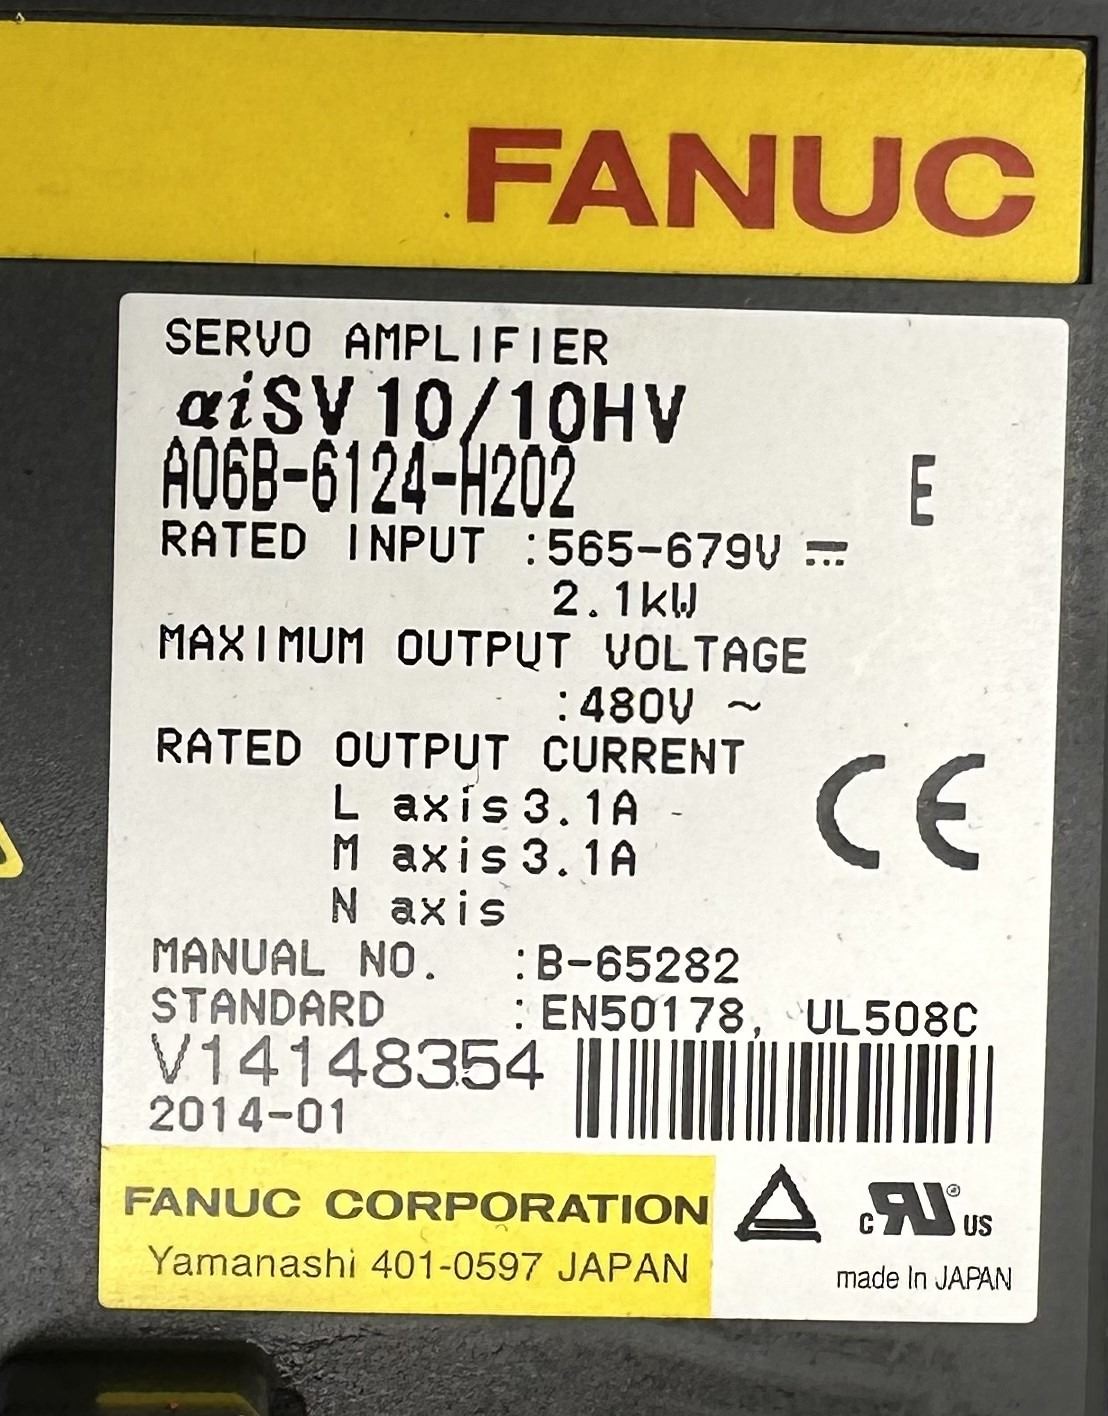 FANUC
SERVO AMPLIFIER
αiSV 10/10HV
A06B-6124-H202 E
RATED INPUT :565-679V ⎓
2.1kW
MAXIMUM OUTPUT VOLTAGE
:480V ~
RATED OUTPUT CURRENT
L axis 3.1A
M axis 3.1A
N axis
CE
MANUAL NO. :B-65282
STANDARD :EN50178, UL508C
V14148354
2014-01
FANUC CORPORATION
Yamanashi 401-0597 JAPAN
c RU ® US
made In JAPAN